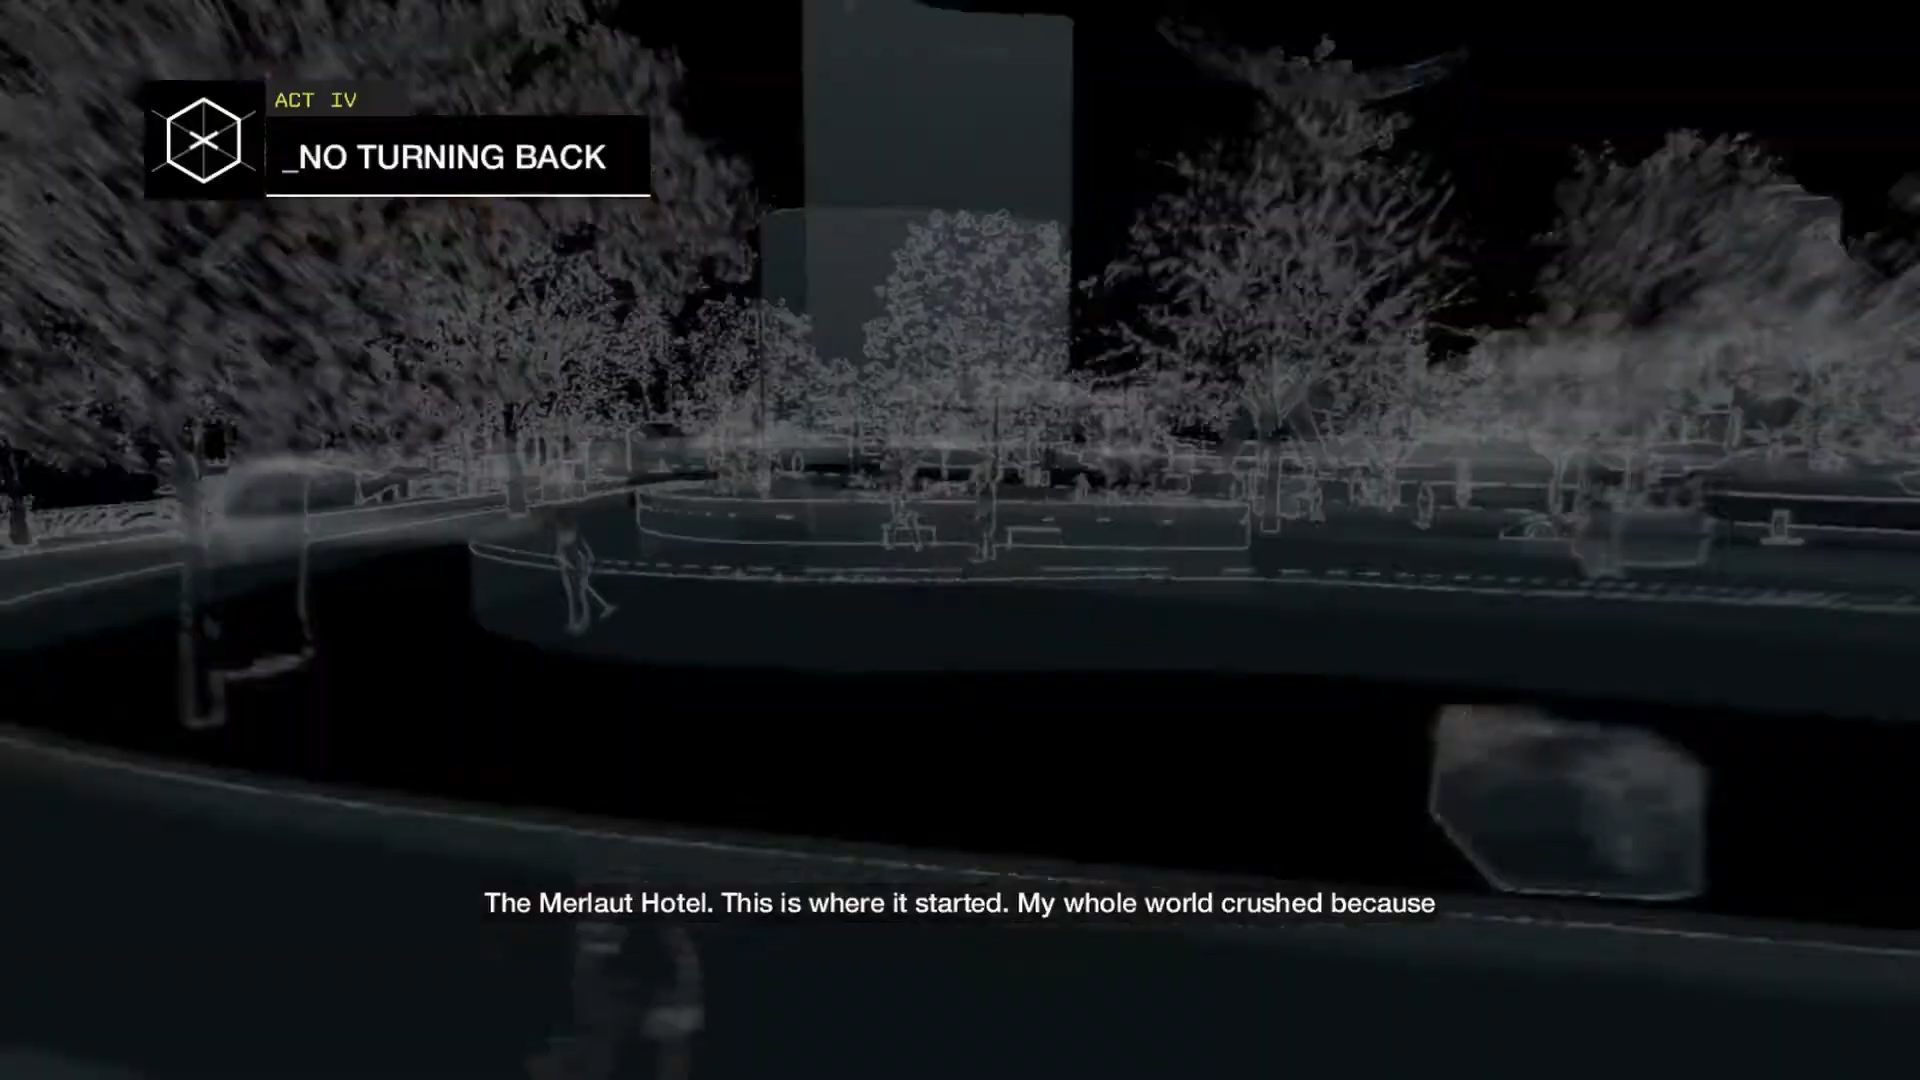 ACT IV
_NO TURNING BACK
The Merlaut Hotel. This is where it started. My whole world crushed because